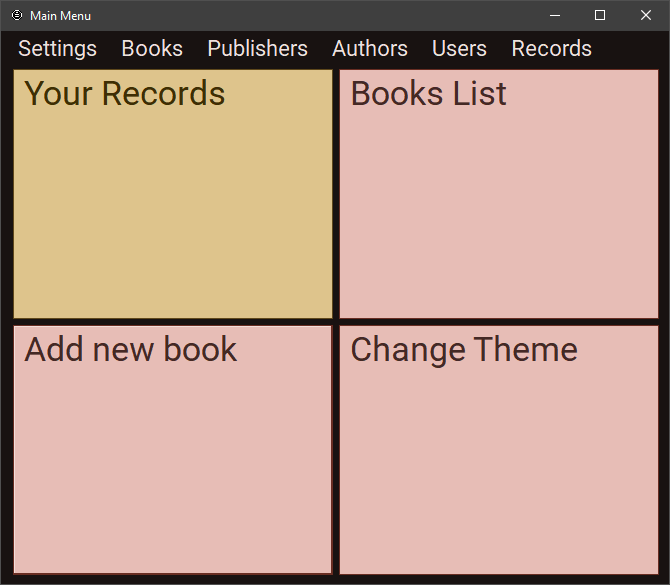 Main Menu
Settings Books Publishers Authors Users Records
Your Records
Books List
Add new book
Change Theme